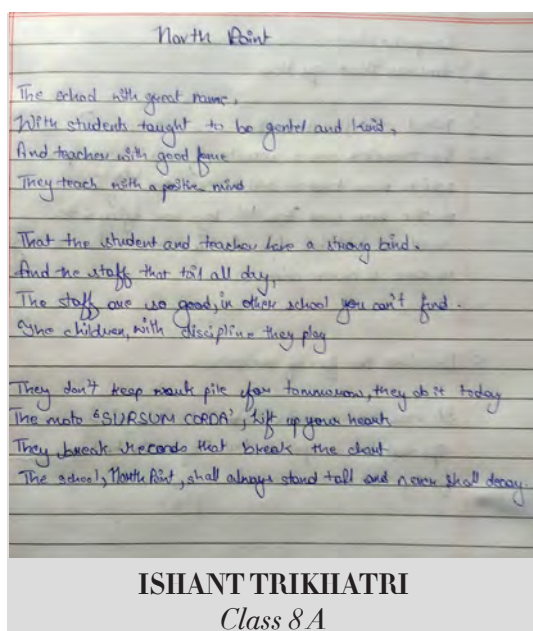 North Point
The school with great name,
With students taught to be gentel and kind,
And teacher with good fame
They teach with a positive mind
That the student and teacher have a strong bind.
And the staff that toil all day,
The staff are so good, in other school you can't find.
The children, with discipline they play
They don't keep work pile for tommorow, they do it today
The moto "SURSUM CORDA", lift up your heart
They break records that break the chart
The school, North Point, shall always stand tall and never shall decay.
ISHANT TRIKHATRI
Class 8 A